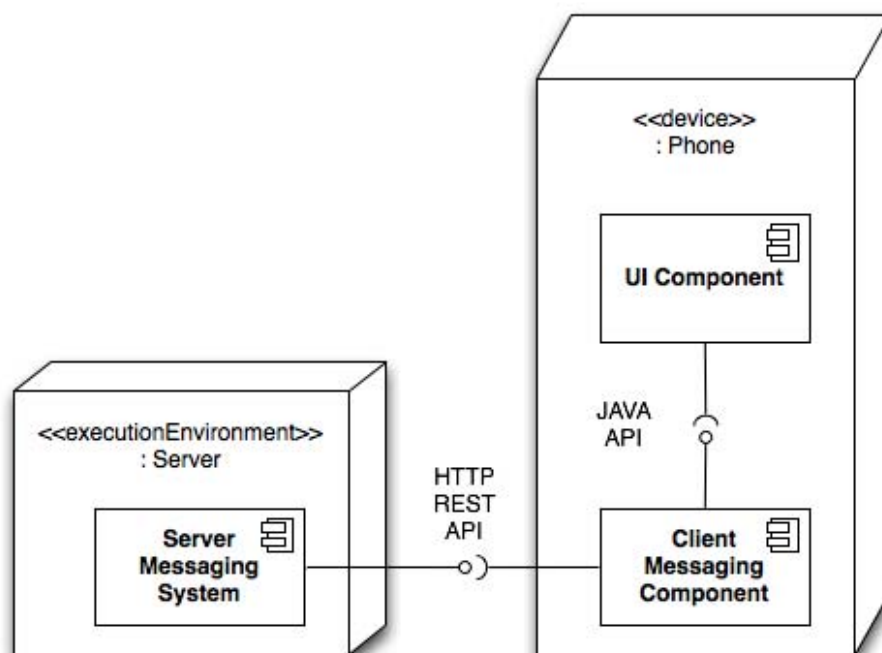 <<device>>
: Phone
UI Component
JAVA
API
<<executionEnvironment>>
: Server
Server
Messaging
System
HTTP
REST
API
Client
Messaging
Component